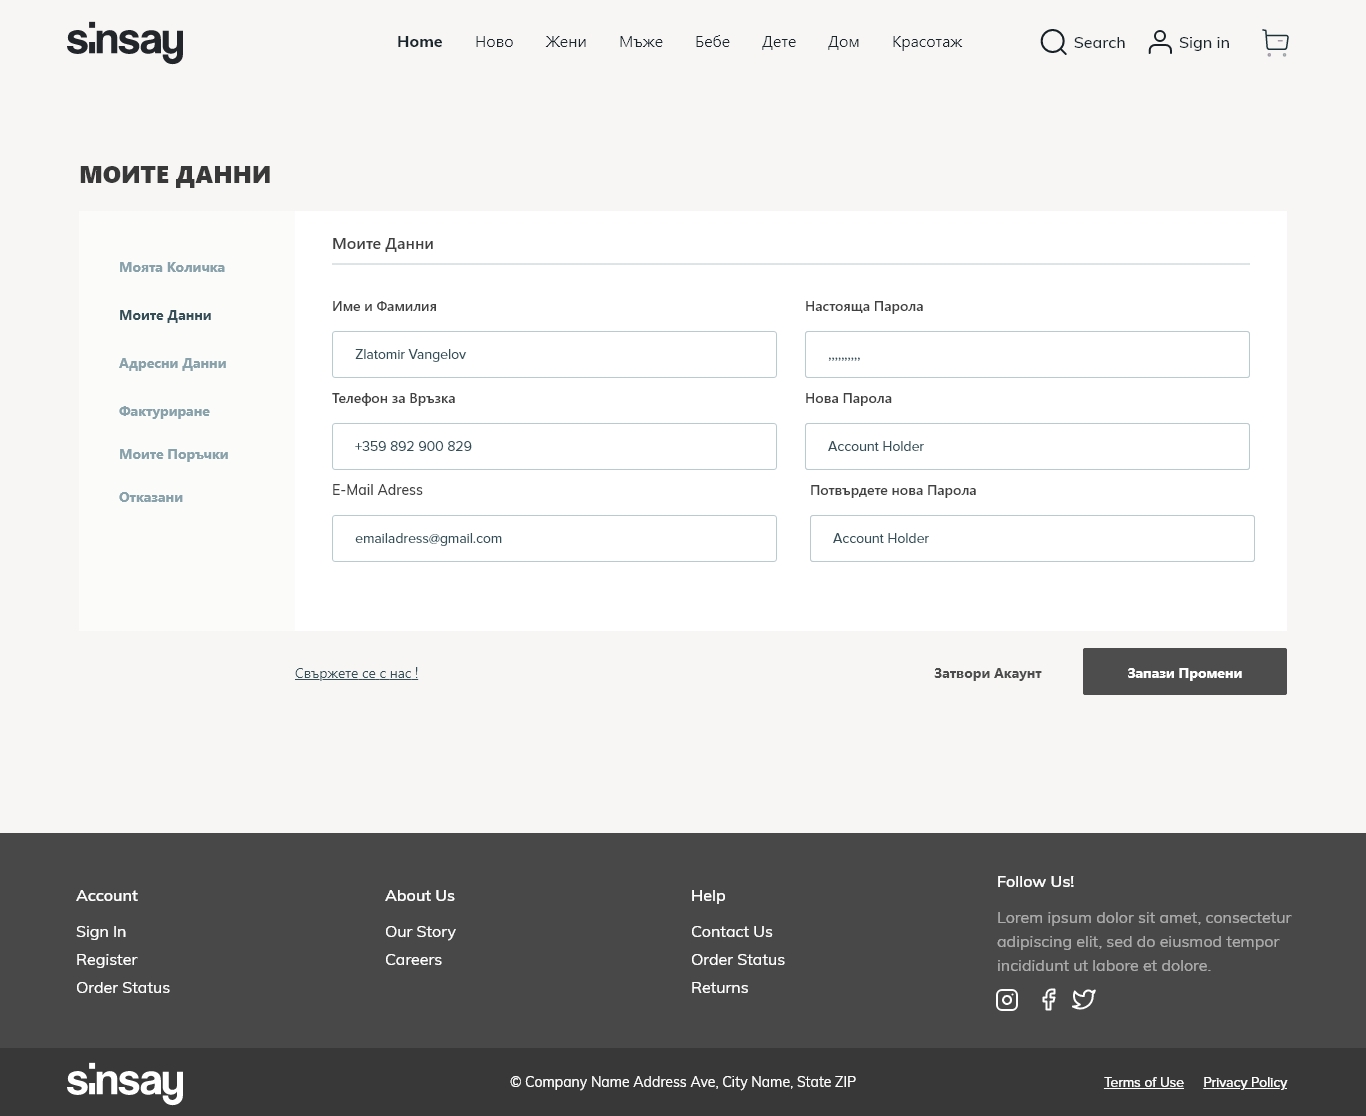 sinsay
Home Ново Жени Мъже Бебе Дете Дом Красотаж
Search Sign in
МОИТЕ ДАННИ
Моята Количка
Моите Данни
Адресни Данни
Фактуриране
Моите Поръчки
Отказани
Моите Данни
Име и Фамилия
Zlatomir Vangelov
Настояща Парола
,,,,,,,,,,
Телефон за Връзка
+359 892 900 829
Нова Парола
Account Holder
E-Mail Adress
emailadress@gmail.com
Потвърдете нова Парола
Account Holder
Свържете се с нас !
Затвори Акаунт
Запази Промени
Account
Sign In
Register
Order Status
About Us
Our Story
Careers
Help
Contact Us
Order Status
Returns
Follow Us!
Lorem ipsum dolor sit amet, consectetur
adipiscing elit, sed do eiusmod tempor
incididunt ut labore et dolore.
sinsay
© Company Name Address Ave, City Name, State ZIP
Terms of Use Privacy Policy